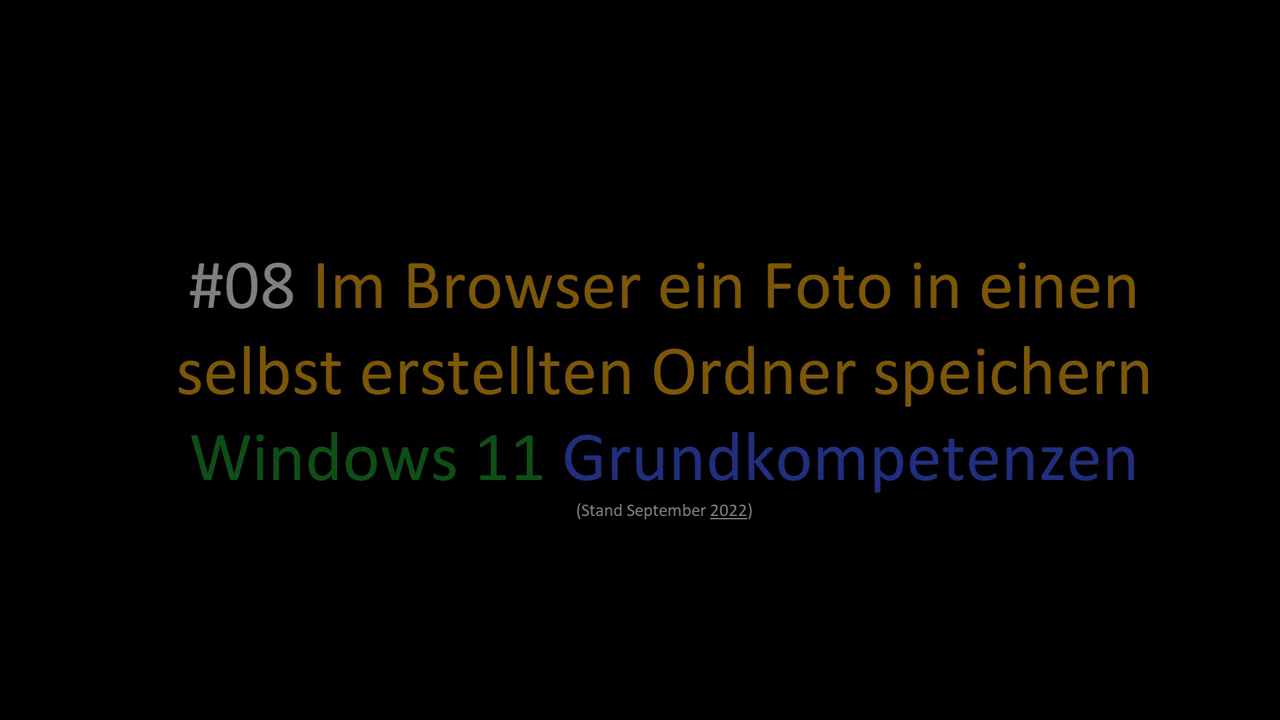 #08 Im Browser ein Foto in einen
selbst erstellten Ordner speichern
Windows 11 Grundkompetenzen
(Stand September 2022)